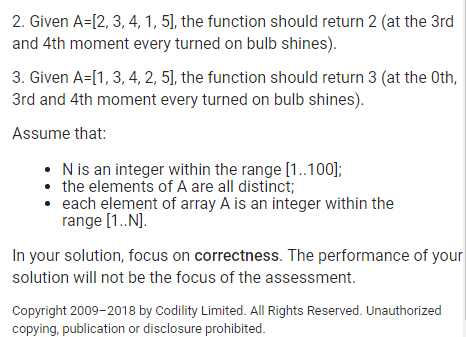 2. Given A=[2, 3, 4, 1, 5], the function should return 2 (at the 3rd
and 4th moment every turned on bulb shines).
3. Given A=[1, 3, 4, 2, 5], the function should return 3 (at the 0th,
3rd and 4th moment every turned on bulb shines).
Assume that:
• N is an integer within the range [1..100];
• the elements of A are all distinct;
• each element of array A is an integer within the
range [1..N].
In your solution, focus on correctness. The performance of your
solution will not be the focus of the assessment.
Copyright 2009–2018 by Codility Limited. All Rights Reserved. Unauthorized
copying, publication or disclosure prohibited.